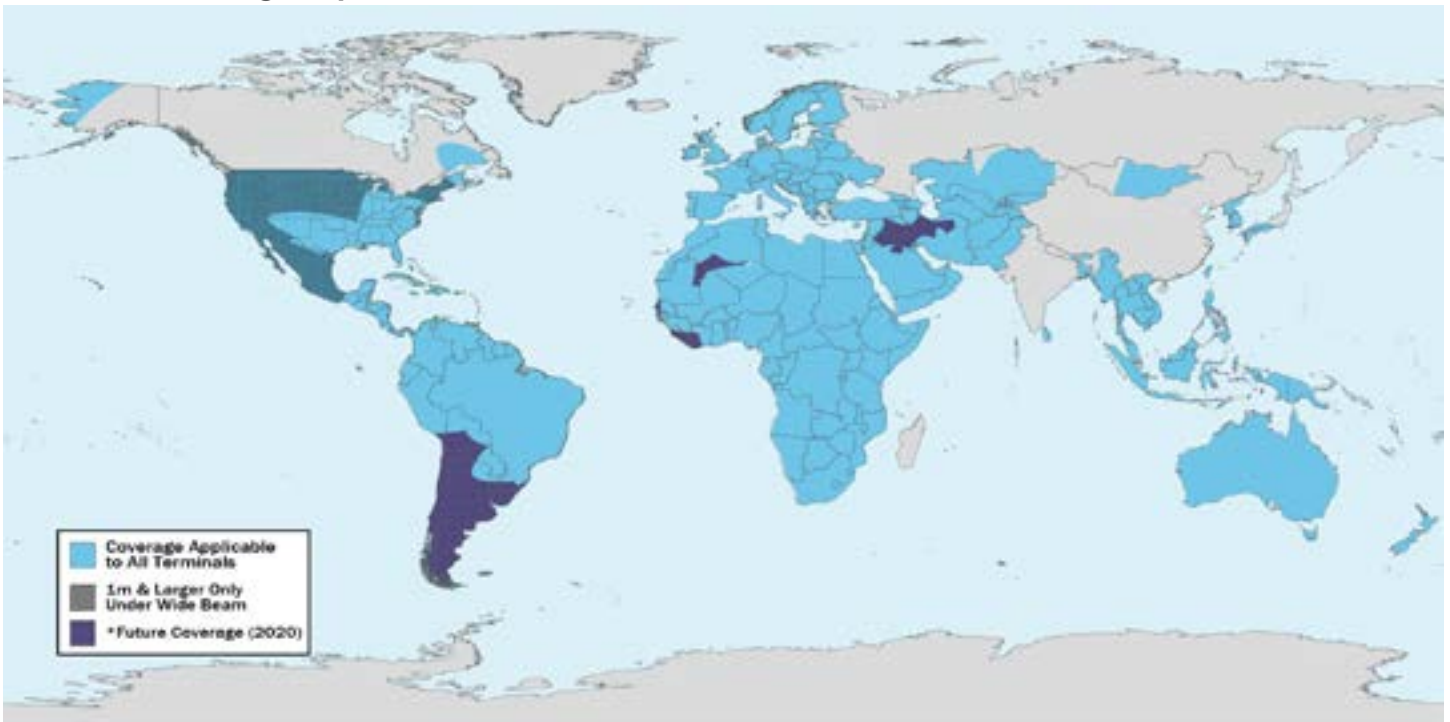 Coverage Applicable
to All Terminals
1m & Larger Only
Under Wide Beam
*Future Coverage (2020)